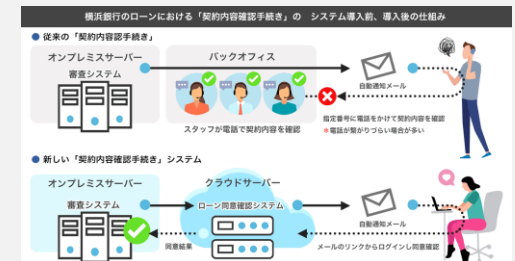 横浜銀行のローンにおける「契約内容確認手続き」の システム導入前、導入後の仕組み
従来の「契約内容確認手続き」
オンプレミスサーバー
バックオフィス
審査システム
自動通知メール
スタッフが電話で契約内容を確認
指定番号に電話をかけて契約内容を確認
＊電話が繋がりづらい場合が多い
新しい「契約内容確認手続き」システム
オンプレミスサーバー
クラウドサーバー
審査システム
ローン同意確認システム
自動通知メール
同意結果
メールのリンクからログインし同意確認